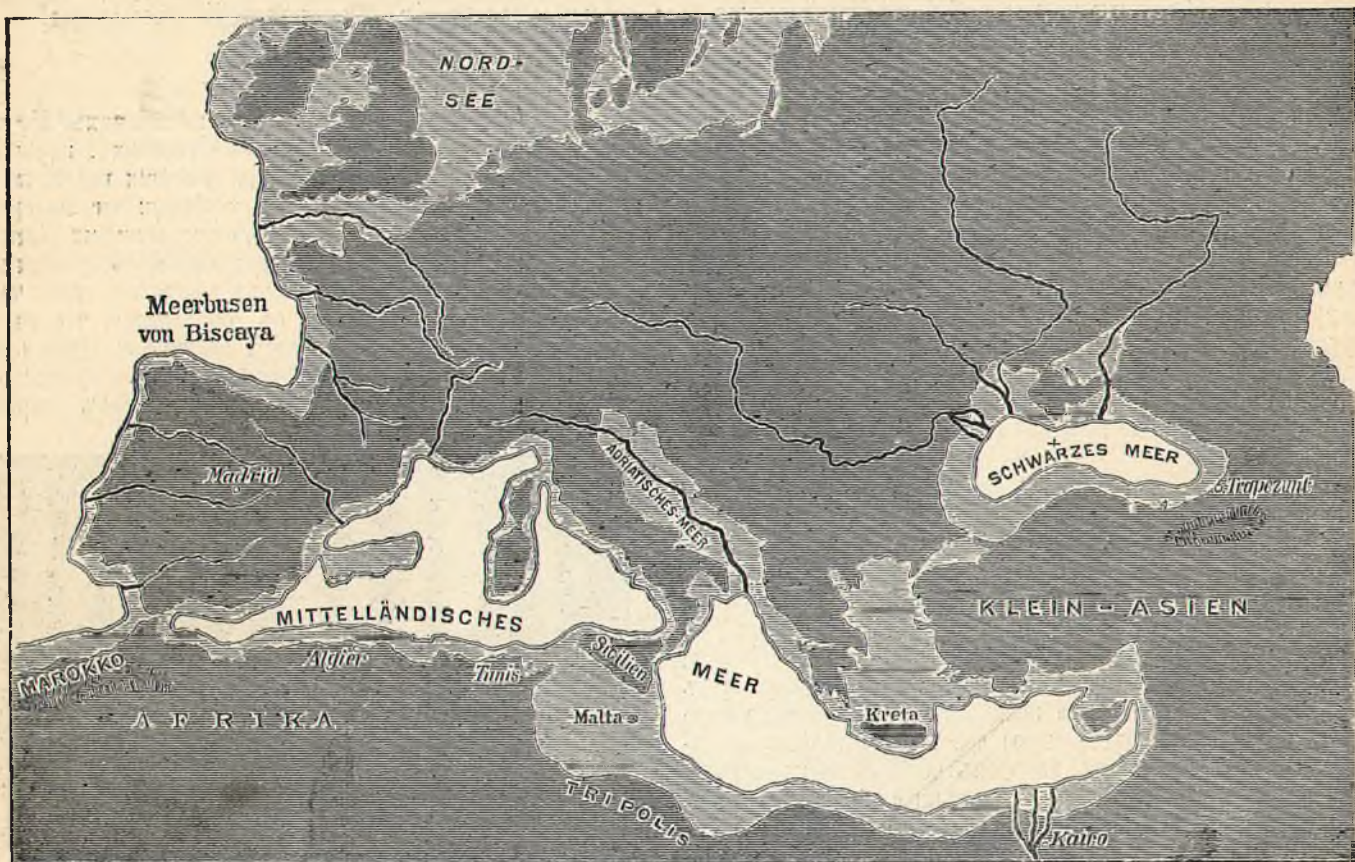 NORD-
SEE
Meerbusen
von Biscaya
Madrid
ADRIATISCHES-MEER
SCHWARZES MEER
Trapezunt
KLEIN-ASIEN
MITTELLÄNDISCHES
MEER
MAROKKO
Algier
Tunis
Sicilien
AFRIKA
Malta
Kreta
TRIPOLIS
Kairo